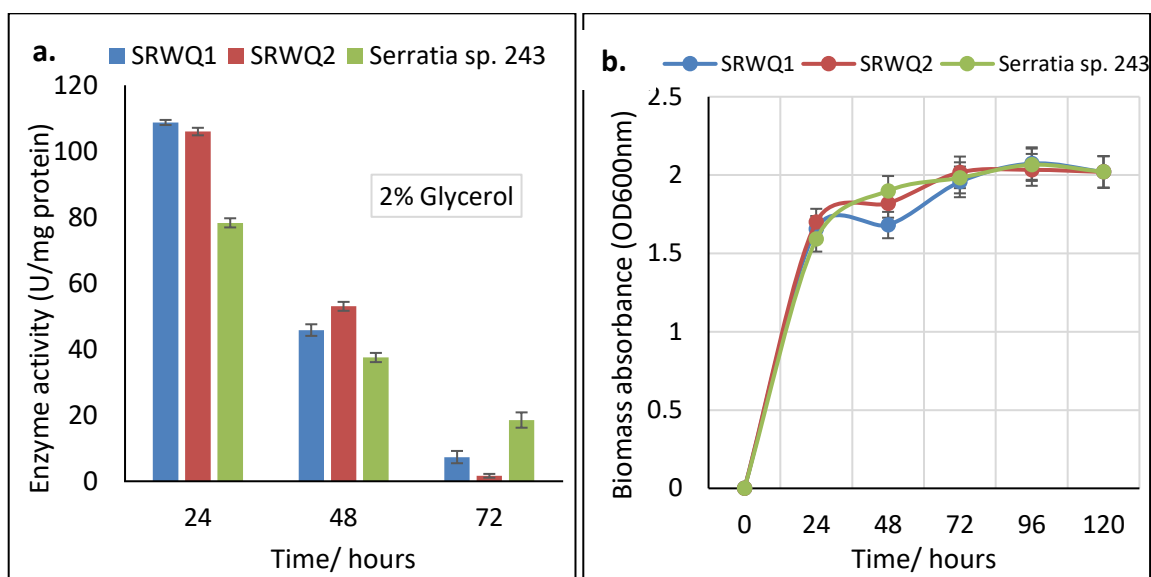 a.
SRWQ1 SRWQ2 Serratia sp. 243
120
100
80
60
40
20
0
2% Glycerol
Enzyme activity (U/mg protein)
24 48 72
Time/ hours
b.
SRWQ1 SRWQ2 Serratia sp. 243
2.5
2
1.5
1
0.5
0
Biomass absorbance (OD600nm)
0 24 48 72 96 120
Time/ hours